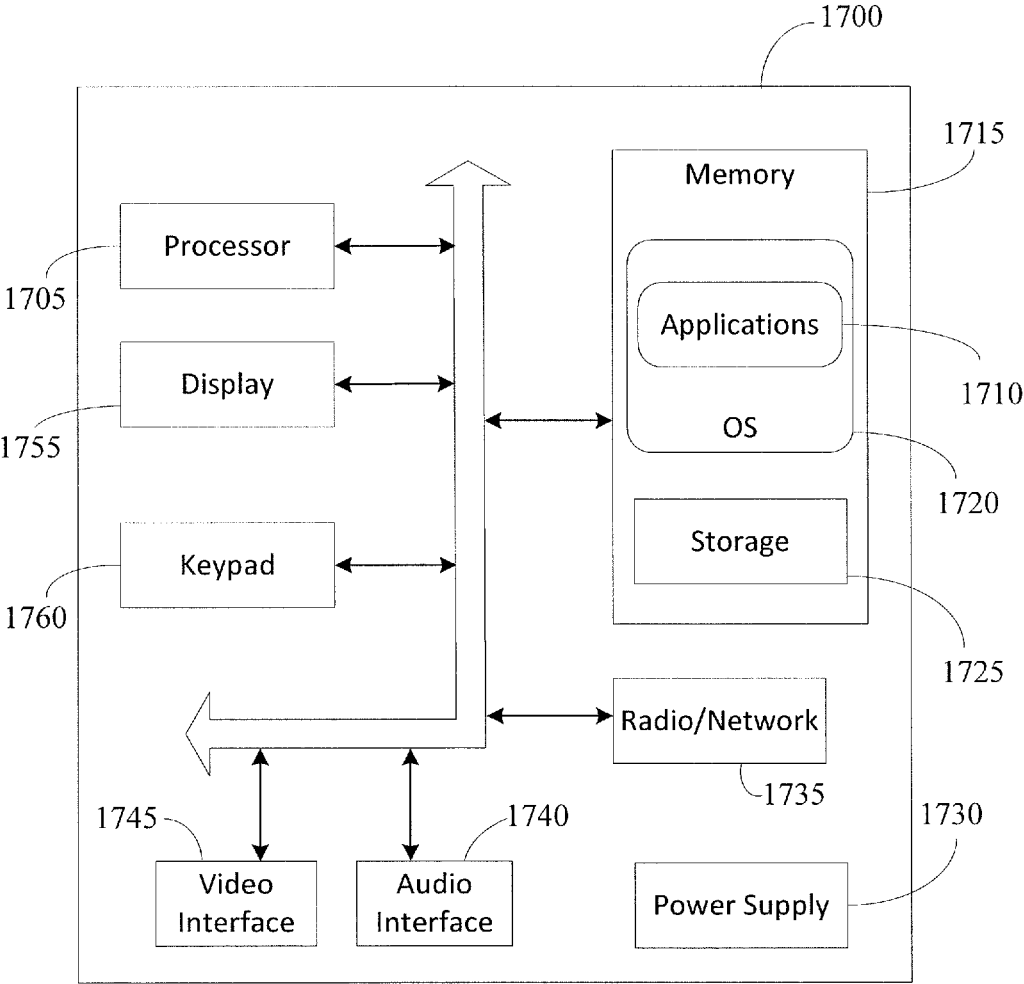 1700
1715
Memory
Processor
1705
Applications
1710
Display
1755
OS
1720
Storage
Keypad
1760
1725
Radio/Network
1735
1745
1740
1730
Video
Interface
Audio
Interface
Power Supply